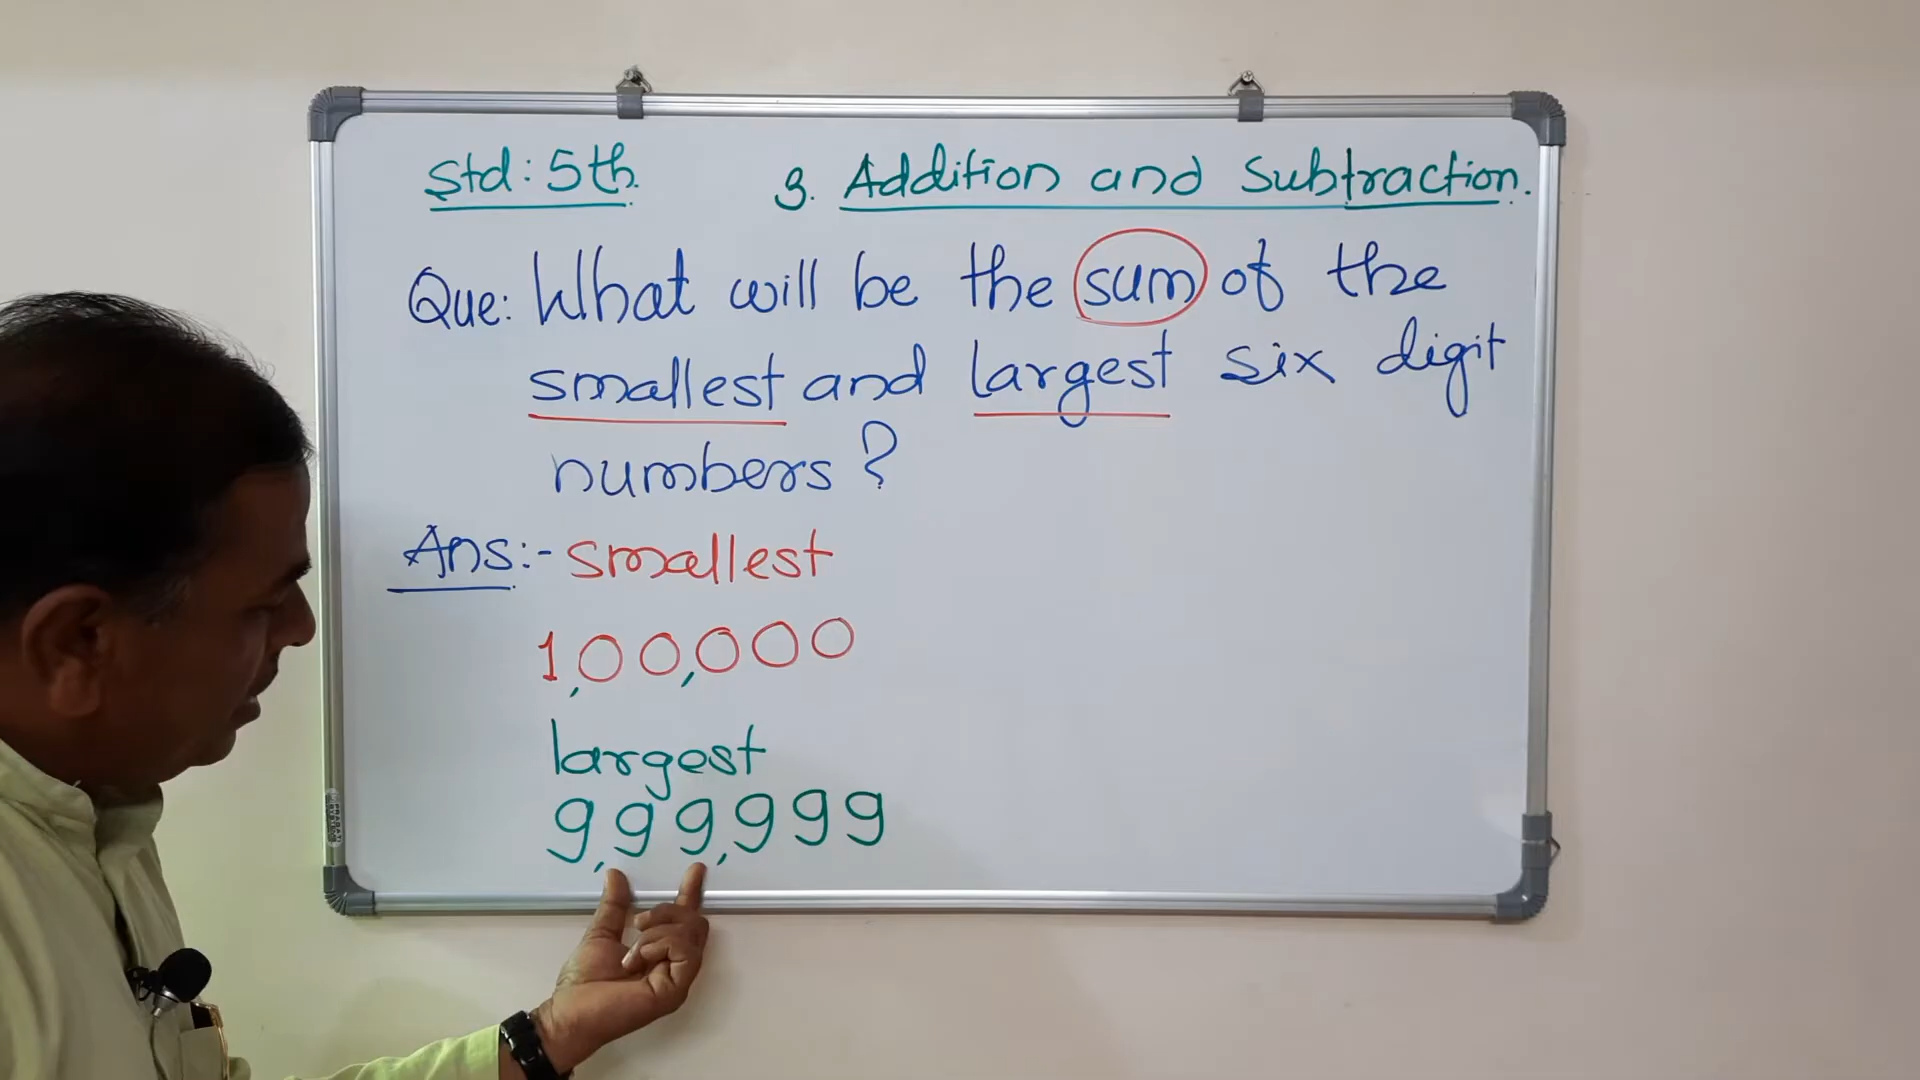 Std: 5th.
3. Addition and Subtraction.
Que: What will be the sum of the
smallest and largest six digit
numbers?
Ans:- smallest
1,00,000
largest
9,99,999